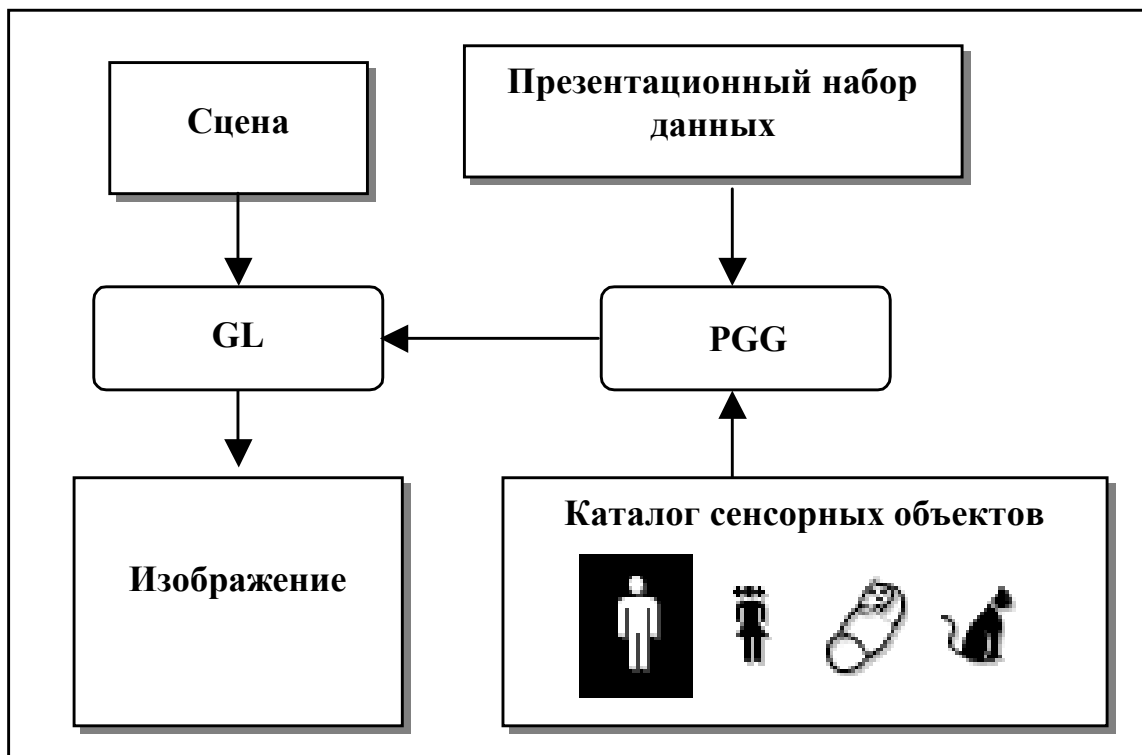 Сцена
Презентационный набор
данных
GL
PGG
Изображение
Каталог сенсорных объектов